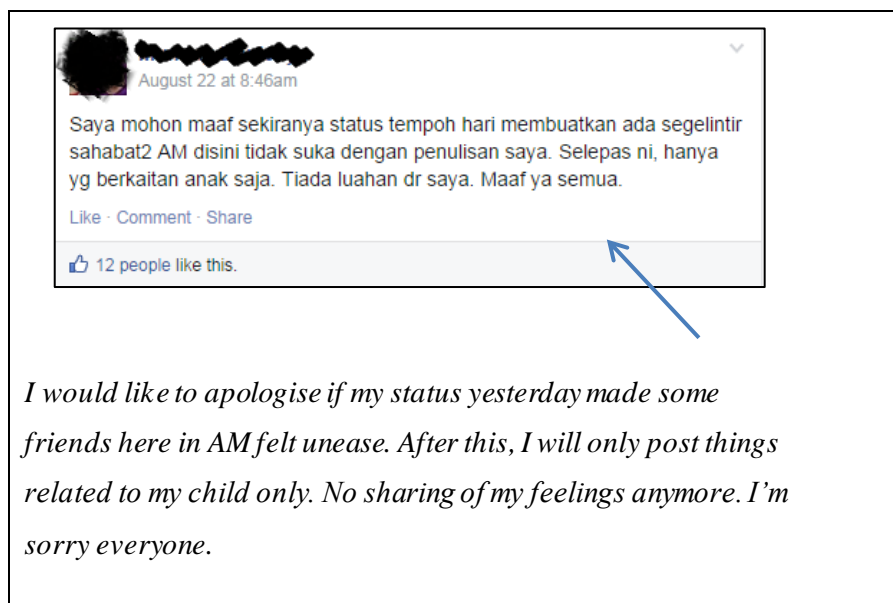 August 22 at 8:46am
Saya mohon maaf sekiranya status tempoh hari membuatkan ada segelintir
sahabat2 AM disini tidak suka dengan penulisan saya. Selepas ni, hanya
yg berkaitan anak saja. Tiada luahan dr saya. Maaf ya semua.
Like · Comment · Share
12 people like this.
I would like to apologise if my status yesterday made some
friends here in AM felt unease. After this, I will only post things
related to my child only. No sharing of my feelings anymore. I'm
sorry everyone.